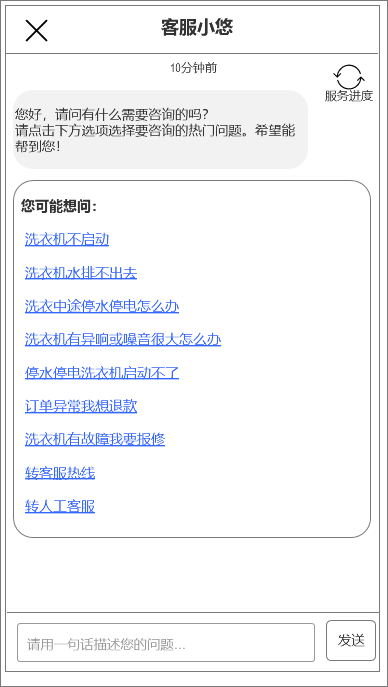 客服小悠
10分钟前
服务进度
您好，请问有什么需要咨询的吗？
请点击下方选项选择要咨询的热门问题。希望能
帮到您！
您可能想问：
洗衣机不启动
洗衣机水排不出去
洗衣中途停水停电怎么办
洗衣机有异响或噪音很大怎么办
停水停电洗衣机启动不了
订单异常我想退款
洗衣机有故障我要报修
转客服热线
转人工客服
请用一句话描述您的问题...
发送